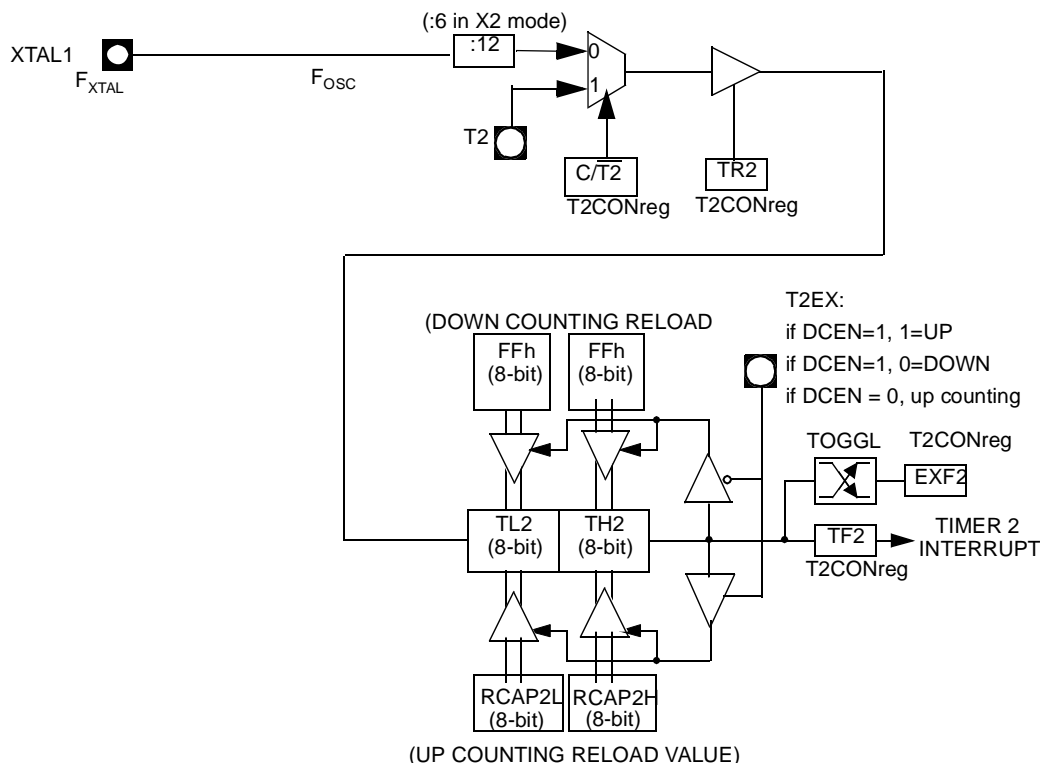 (:6 in X2 mode)
XTAL1
:12
0
F_XTAL
F_OSC
1
T2
C/T2
TR2
T2CONreg
T2CONreg
T2EX:
if DCEN=1, 1=UP
if DCEN=1, 0=DOWN
if DCEN = 0, up counting
(DOWN COUNTING RELOAD
FFh
(8-bit)
FFh
(8-bit)
TOGGL
T2CONreg
EXF2
TL2
(8-bit)
TH2
(8-bit)
TF2
T2CONreg
TIMER 2
INTERRUPT
RCAP2L
(8-bit)
RCAP2H
(8-bit)
(UP COUNTING RELOAD VALUE)